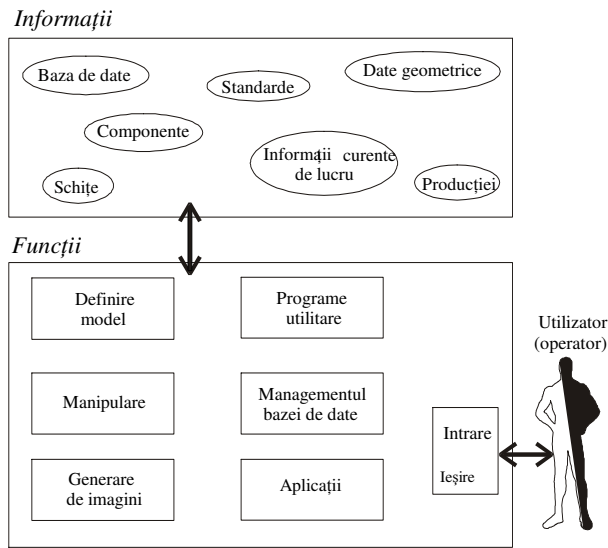 Informații
Baza de date
Standarde
Date geometrice
Componente
Informații curente
de lucru
Schițe
Producției
Funcții
Definire
model
Programe
utilitare
Utilizator
(operator)
Manipulare
Managementul
bazei de date
Intrare
Ieșire
Generare
de imagini
Aplicații